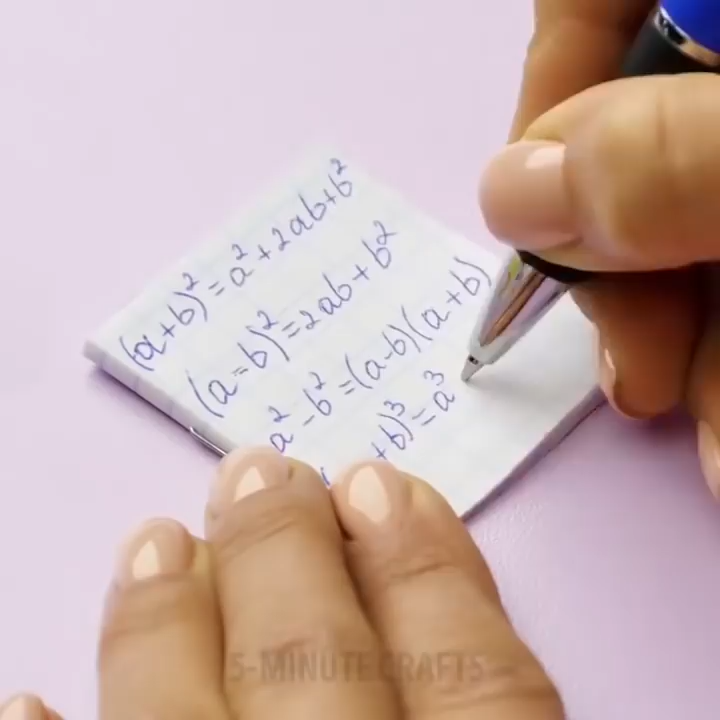 (a+b)²=a²+2ab+b²
(a=b)²=2ab+b²
a²-b²=(a-b)(a+b)
+b)³=a³
5-MINUTE CRAFTS